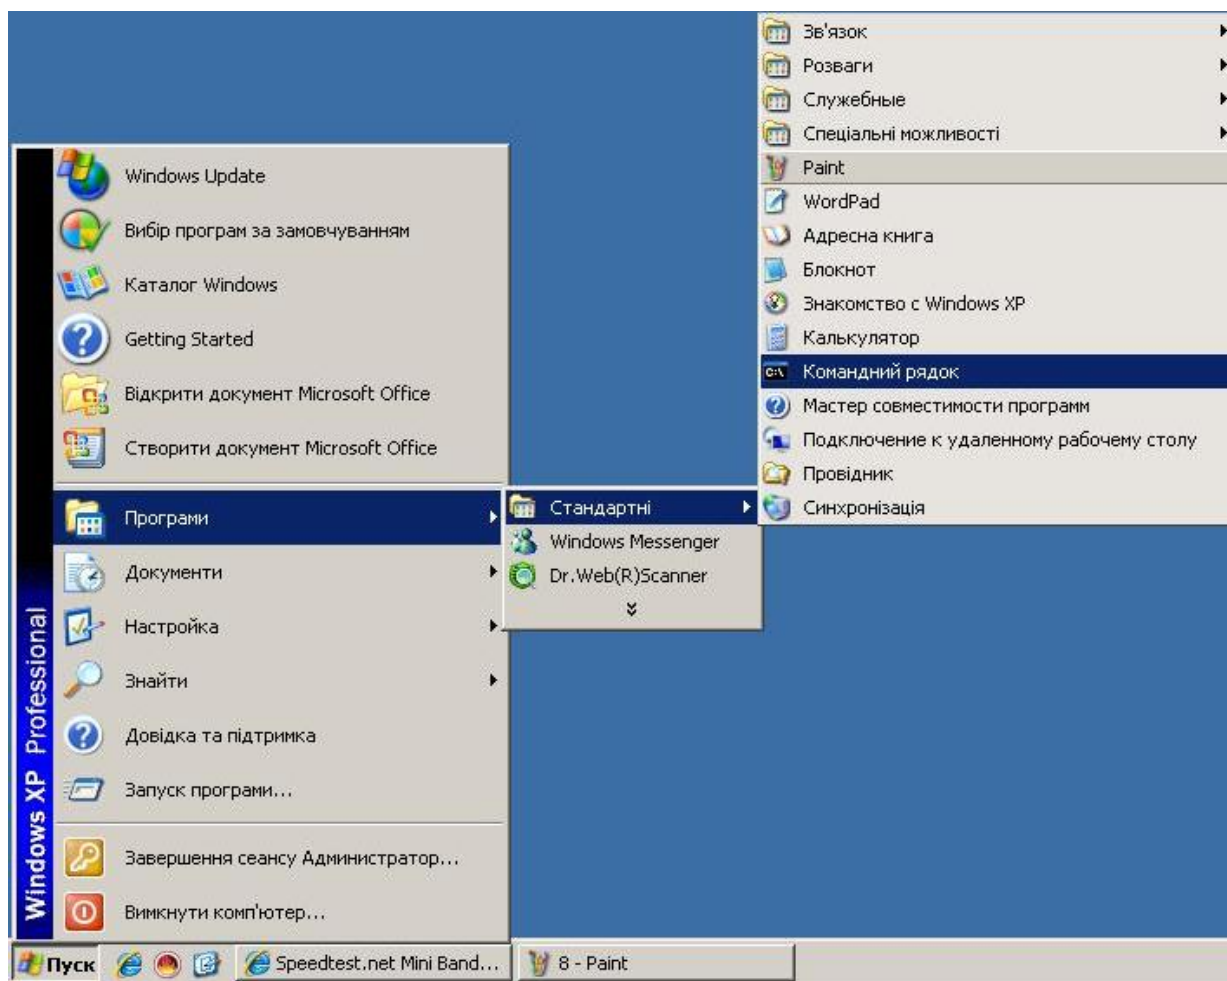 Windows Update
Вибір програм за замовчуванням
Каталог Windows
Getting Started
Відкрити документ Microsoft Office
Створити документ Microsoft Office
Програми
Документи
Настройка
Знайти
Довідка та підтримка
Запуск програми...
Завершення сеансу Администратор...
Вимкнути комп'ютер...
Windows XP Professional
Стандартні
Windows Messenger
Dr.Web(R)Scanner
Зв'язок
Розваги
Служебные
Спеціальні можливості
Paint
WordPad
Адресна книга
Блокнот
Знакомство с Windows XP
Калькулятор
C:\
Командний рядок
Мастер совместимости программ
Подключение к удаленному рабочему столу
Провідник
Синхронізація
Пуск
Speedtest.net Mini Band...
8 - Paint